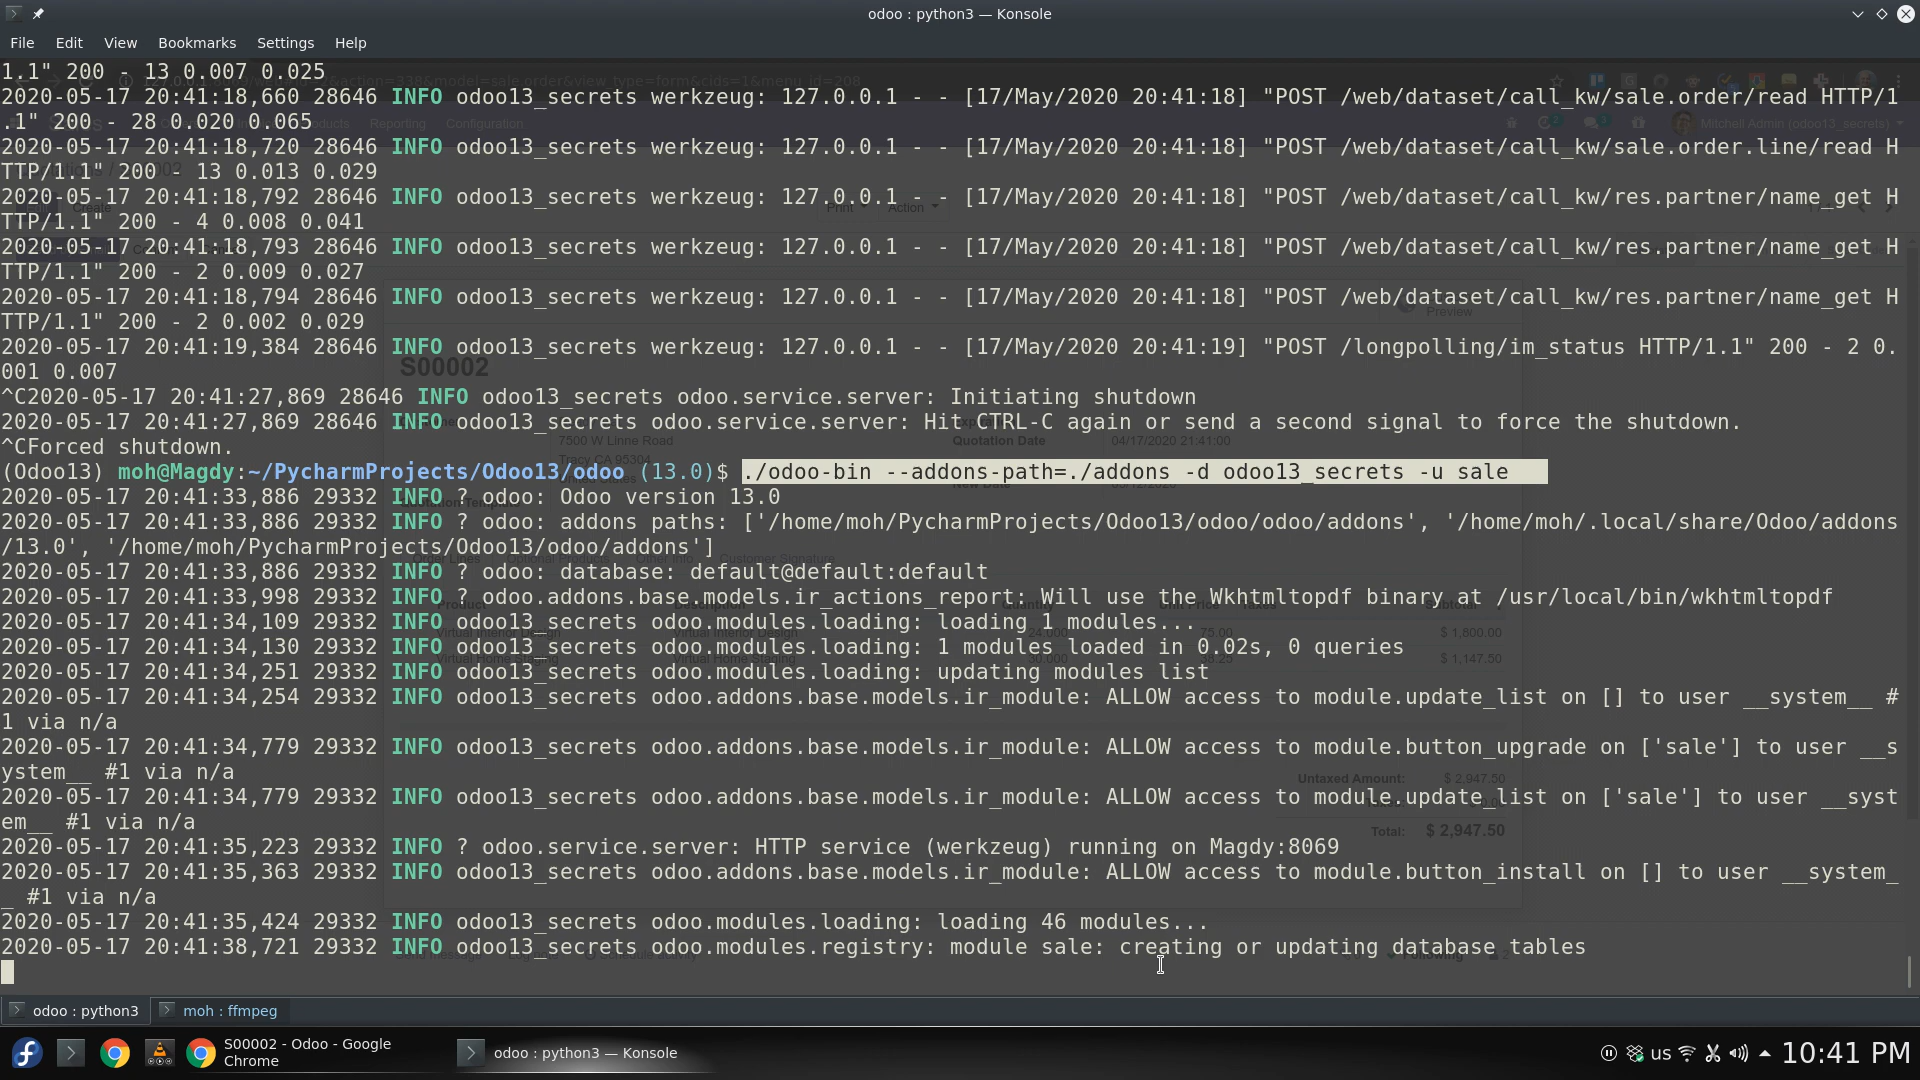 odoo : python3 — Konsole
File Edit View Bookmarks Settings Help
1.1" 200 - 13 0.007 0.025
2020-05-17 20:41:18,660 28646 INFO odoo13_secrets werkzeug: 127.0.0.1 - - [17/May/2020 20:41:18] "POST /web/dataset/call_kw/sale.order/read HTTP/1
.1" 200 - 28 0.020 0.065
2020-05-17 20:41:18,720 28646 INFO odoo13_secrets werkzeug: 127.0.0.1 - - [17/May/2020 20:41:18] "POST /web/dataset/call_kw/sale.order.line/read H
TTP/1.1" 200 - 13 0.013 0.029
2020-05-17 20:41:18,792 28646 INFO odoo13_secrets werkzeug: 127.0.0.1 - - [17/May/2020 20:41:18] "POST /web/dataset/call_kw/res.partner/name_get H
TTP/1.1" 200 - 4 0.008 0.041
2020-05-17 20:41:18,793 28646 INFO odoo13_secrets werkzeug: 127.0.0.1 - - [17/May/2020 20:41:18] "POST /web/dataset/call_kw/res.partner/name_get H
TTP/1.1" 200 - 2 0.009 0.027
2020-05-17 20:41:18,794 28646 INFO odoo13_secrets werkzeug: 127.0.0.1 - - [17/May/2020 20:41:18] "POST /web/dataset/call_kw/res.partner/name_get H
TTP/1.1" 200 - 2 0.002 0.029
2020-05-17 20:41:19,384 28646 INFO odoo13_secrets werkzeug: 127.0.0.1 - - [17/May/2020 20:41:19] "POST /longpolling/im_status HTTP/1.1" 200 - 2 0.
001 0.007
^C2020-05-17 20:41:27,869 28646 INFO odoo13_secrets odoo.service.server: Initiating shutdown
2020-05-17 20:41:27,869 28646 INFO odoo13_secrets odoo.service.server: Hit CTRL-C again or send a second signal to force the shutdown.
^CForced shutdown.
(Odoo13) moh@Magdy:~/PycharmProjects/Odoo13/odoo (13.0)$ ./odoo-bin --addons-path=./addons -d odoo13_secrets -u sale
2020-05-17 20:41:33,886 29332 INFO ? odoo: Odoo version 13.0
2020-05-17 20:41:33,886 29332 INFO ? odoo: addons paths: ['/home/moh/PycharmProjects/Odoo13/odoo/odoo/addons', '/home/moh/.local/share/Odoo/addons
/13.0', '/home/moh/PycharmProjects/Odoo13/odoo/addons']
2020-05-17 20:41:33,886 29332 INFO ? odoo: database: default@default:default
2020-05-17 20:41:33,998 29332 INFO ? odoo.addons.base.models.ir_actions_report: Will use the Wkhtmltopdf binary at /usr/local/bin/wkhtmltopdf
2020-05-17 20:41:34,109 29332 INFO odoo13_secrets odoo.modules.loading: loading 1 modules...
2020-05-17 20:41:34,130 29332 INFO odoo13_secrets odoo.modules.loading: 1 modules loaded in 0.02s, 0 queries
2020-05-17 20:41:34,251 29332 INFO odoo13_secrets odoo.modules.loading: updating modules list
2020-05-17 20:41:34,254 29332 INFO odoo13_secrets odoo.addons.base.models.ir_module: ALLOW access to module.update_list on [] to user __system__ #
1 via n/a
2020-05-17 20:41:34,779 29332 INFO odoo13_secrets odoo.addons.base.models.ir_module: ALLOW access to module.button_upgrade on ['sale'] to user __s
ystem__ #1 via n/a
2020-05-17 20:41:34,779 29332 INFO odoo13_secrets odoo.addons.base.models.ir_module: ALLOW access to module.update_list on ['sale'] to user __syst
em__ #1 via n/a
2020-05-17 20:41:35,223 29332 INFO ? odoo.service.server: HTTP service (werkzeug) running on Magdy:8069
2020-05-17 20:41:35,363 29332 INFO odoo13_secrets odoo.addons.base.models.ir_module: ALLOW access to module.button_install on [] to user __system_
_ #1 via n/a
2020-05-17 20:41:35,424 29332 INFO odoo13_secrets odoo.modules.loading: loading 46 modules...
2020-05-17 20:41:38,721 29332 INFO odoo13_secrets odoo.modules.registry: module sale: creating or updating database tables
odoo : python3 moh : ffmpeg
S00002 - Odoo - Google
Chrome
odoo : python3 — Konsole
us 10:41 PM